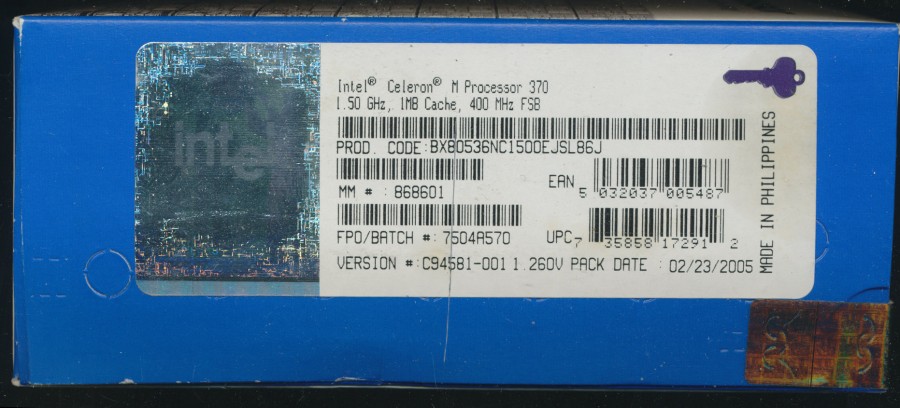 intel
Intel® Celeron® M Processor 370
1.50 GHz, 1MB Cache, 400 MHz FSB
PROD. CODE:BX80536NC1500EJSL86J
MM # : 868601
EAN 5 032037 005487
FPO/BATCH #: 7504A570
UPC 7 35858 17291 2
VERSION #:C94581-001 1.260V PACK DATE : 02/23/2005
MADE IN PHILIPPINES